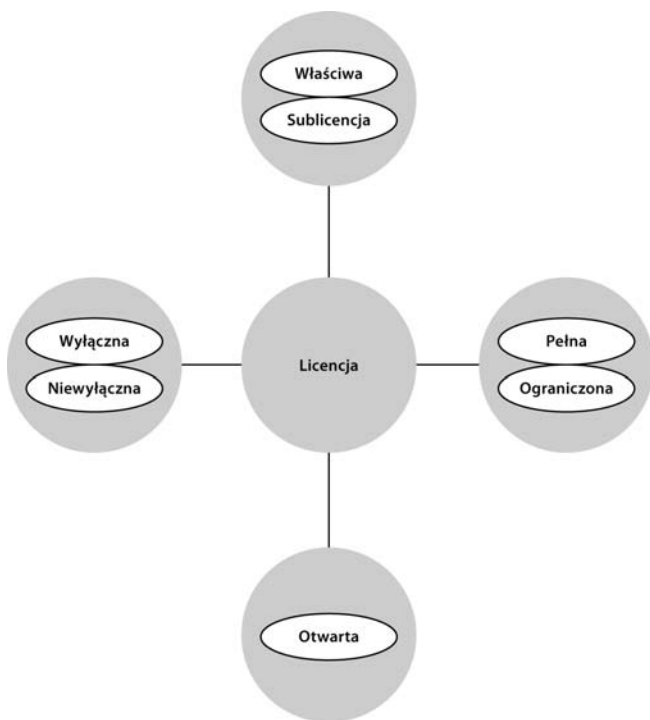 Właściwa
Sublicencja
Wyłączna
Niewyłączna
Licencja
Pełna
Ograniczona
Otwarta